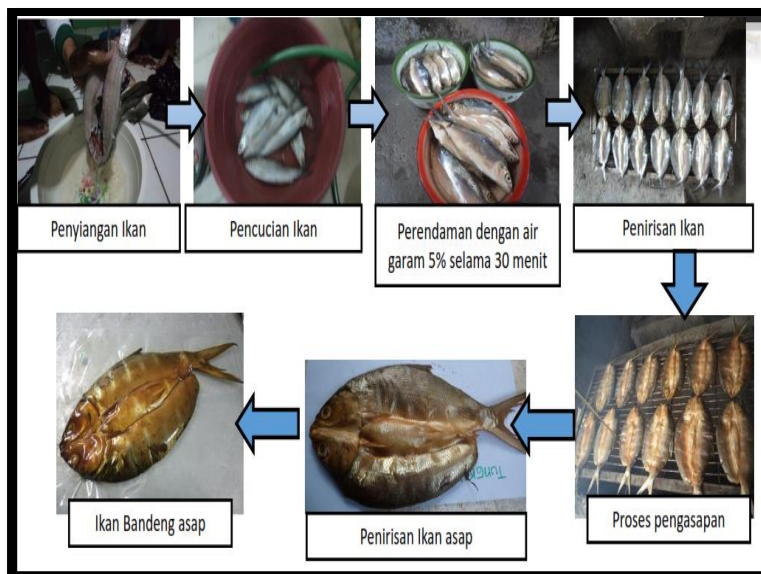 Penyiangan Ikan
Pencucian Ikan
Perendaman dengan air
garam 5% selama 30 menit
Penirisan Ikan
Proses pengasapan
Penirisan Ikan asap
Ikan Bandeng asap